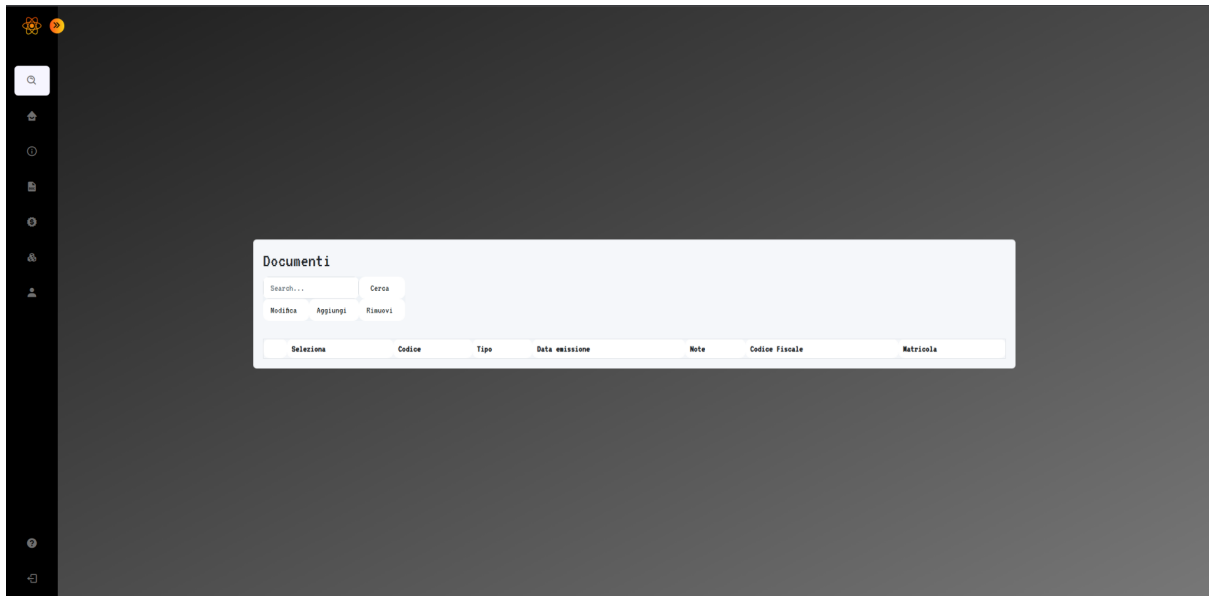 Documenti
Search... Cerca
Modifica Aggiungi Rimuovi
Seleziona Codice Tipo Data emissione Note Codice Fiscale Matricola